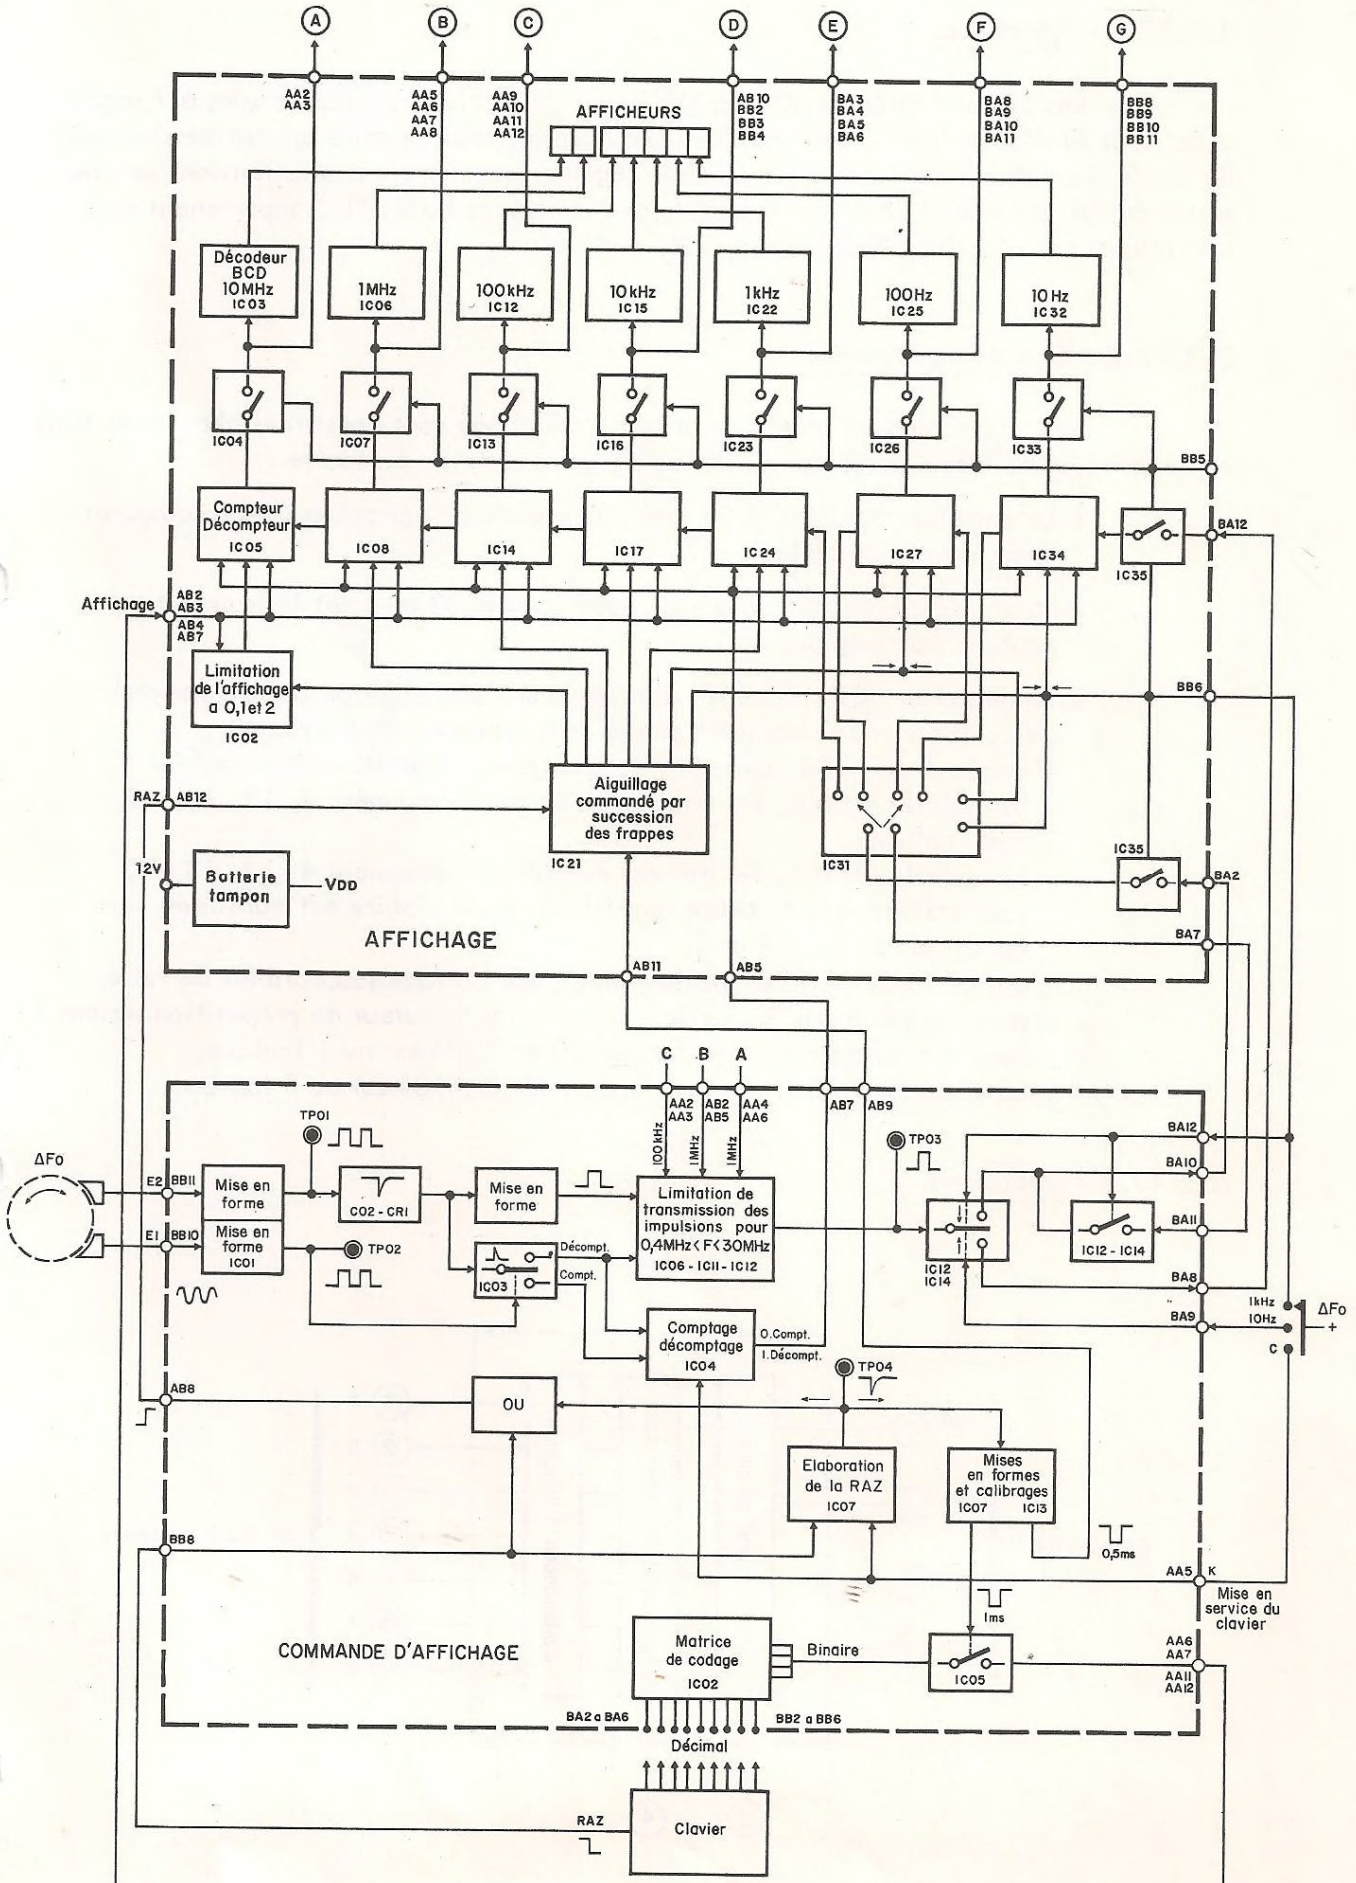 A B C D E F G
AA2
AA3
AA5
AA6
AA7
AA8
AA9
AA10
AA11
AA12
AFFICHEURS
AB10
BB2
BB3
BB4
BA3
BA4
BA5
BA6
BA8
BA9
BA10
BA11
BB8
BB9
BB10
BB11
Décodeur
BCD
10MHz
IC03
1MHz
IC06
100kHz
IC12
10kHz
IC15
1kHz
IC22
100Hz
IC25
10Hz
IC32
IC04
IC07
IC13
IC16
IC23
IC26
IC33
BB5
Compteur
Décompteur
IC05
IC08
IC14
IC17
IC24
IC27
IC34
IC35
BA12
Affichage
AB2
AB3
AB4
AB7
Limitation
de l'affichage
a 0,1et2
IC02
BB6
RAZ
AB12
Aiguillage
commandé par
succession
des frappes
IC21
IC31
IC35
BA2
12V
Batterie
tampon
VDD
BA7
AFFICHAGE
AB11
AB5
C B A
AA2
AA3
AB2
AB5
AA4
AA6
AB7
AB9
100kHz
1MHz
1MHz
TP01
TP03
BA12
BA10
BA11
BA8
BA9
ΔFo
E2
BB11
Mise en
forme
CO2-CR1
Mise en
forme
Limitation de
transmission des
impulsions pour
0,4MHz<F<30MHz
IC06-IC11-IC12
IC12
IC14
IC12-IC14
E1
BB10
Mise en
forme
IC01
TP02
IC03
Décompt.
Compt.
1kHz
10Hz
C
ΔFo
+
Comptage
décomptage
IC04
0.Compt.
1.Décompt.
TP04
AB8
OU
Elaboration
de la RAZ
IC07
Mises
en formes
et calibrages
IC07 IC13
0,5ms
BB8
AA5
K
Mise en
service du
clavier
1ms
COMMANDE D'AFFICHAGE
Matrice
de codage
IC02
Binaire
IC05
AA6
AA7
AA11
AA12
BA2 a BA6
BB2 a BB6
Décimal
RAZ
Clavier